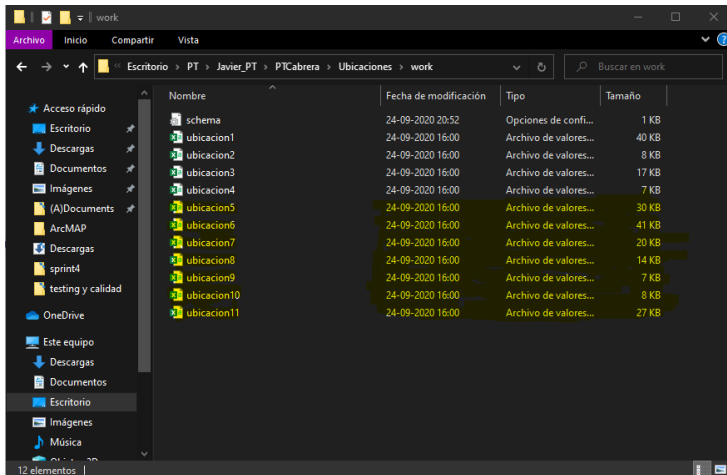 work
Archivo Inicio Compartir Vista
« Escritorio > PT > Javier_PT > PTCabrera > Ubicaciones > work Buscar en work
Nombre Fecha de modificación Tipo Tamaño
Acceso rápido
Escritorio
Descargas
Documentos
Imágenes
(A)Documents
ArcMAP
Descargas
sprint4
testing y calidad
OneDrive
Este equipo
Descargas
Documentos
Escritorio
Imágenes
Música
schema 24-09-2020 20:52 Opciones de confi... 1 KB
ubicacion1 24-09-2020 16:00 Archivo de valores... 40 KB
ubicacion2 24-09-2020 16:00 Archivo de valores... 8 KB
ubicacion3 24-09-2020 16:00 Archivo de valores... 17 KB
ubicacion4 24-09-2020 16:00 Archivo de valores... 7 KB
ubicacion5 24-09-2020 16:00 Archivo de valores... 30 KB
ubicacion6 24-09-2020 16:00 Archivo de valores... 41 KB
ubicacion7 24-09-2020 16:00 Archivo de valores... 20 KB
ubicacion8 24-09-2020 16:00 Archivo de valores... 14 KB
ubicacion9 24-09-2020 16:00 Archivo de valores... 7 KB
ubicacion10 24-09-2020 16:00 Archivo de valores... 8 KB
ubicacion11 24-09-2020 16:00 Archivo de valores... 27 KB
12 elementos